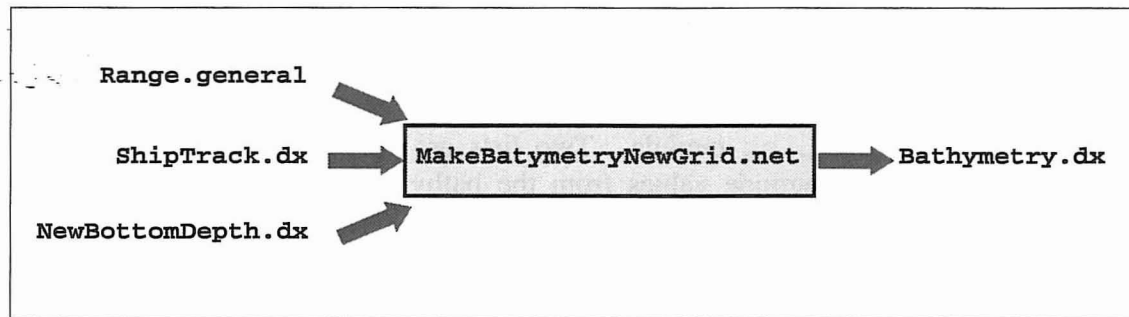 Range.general
ShipTrack.dx
MakeBatymetryNewGrid.net
Bathymetry.dx
NewBottomDepth.dx